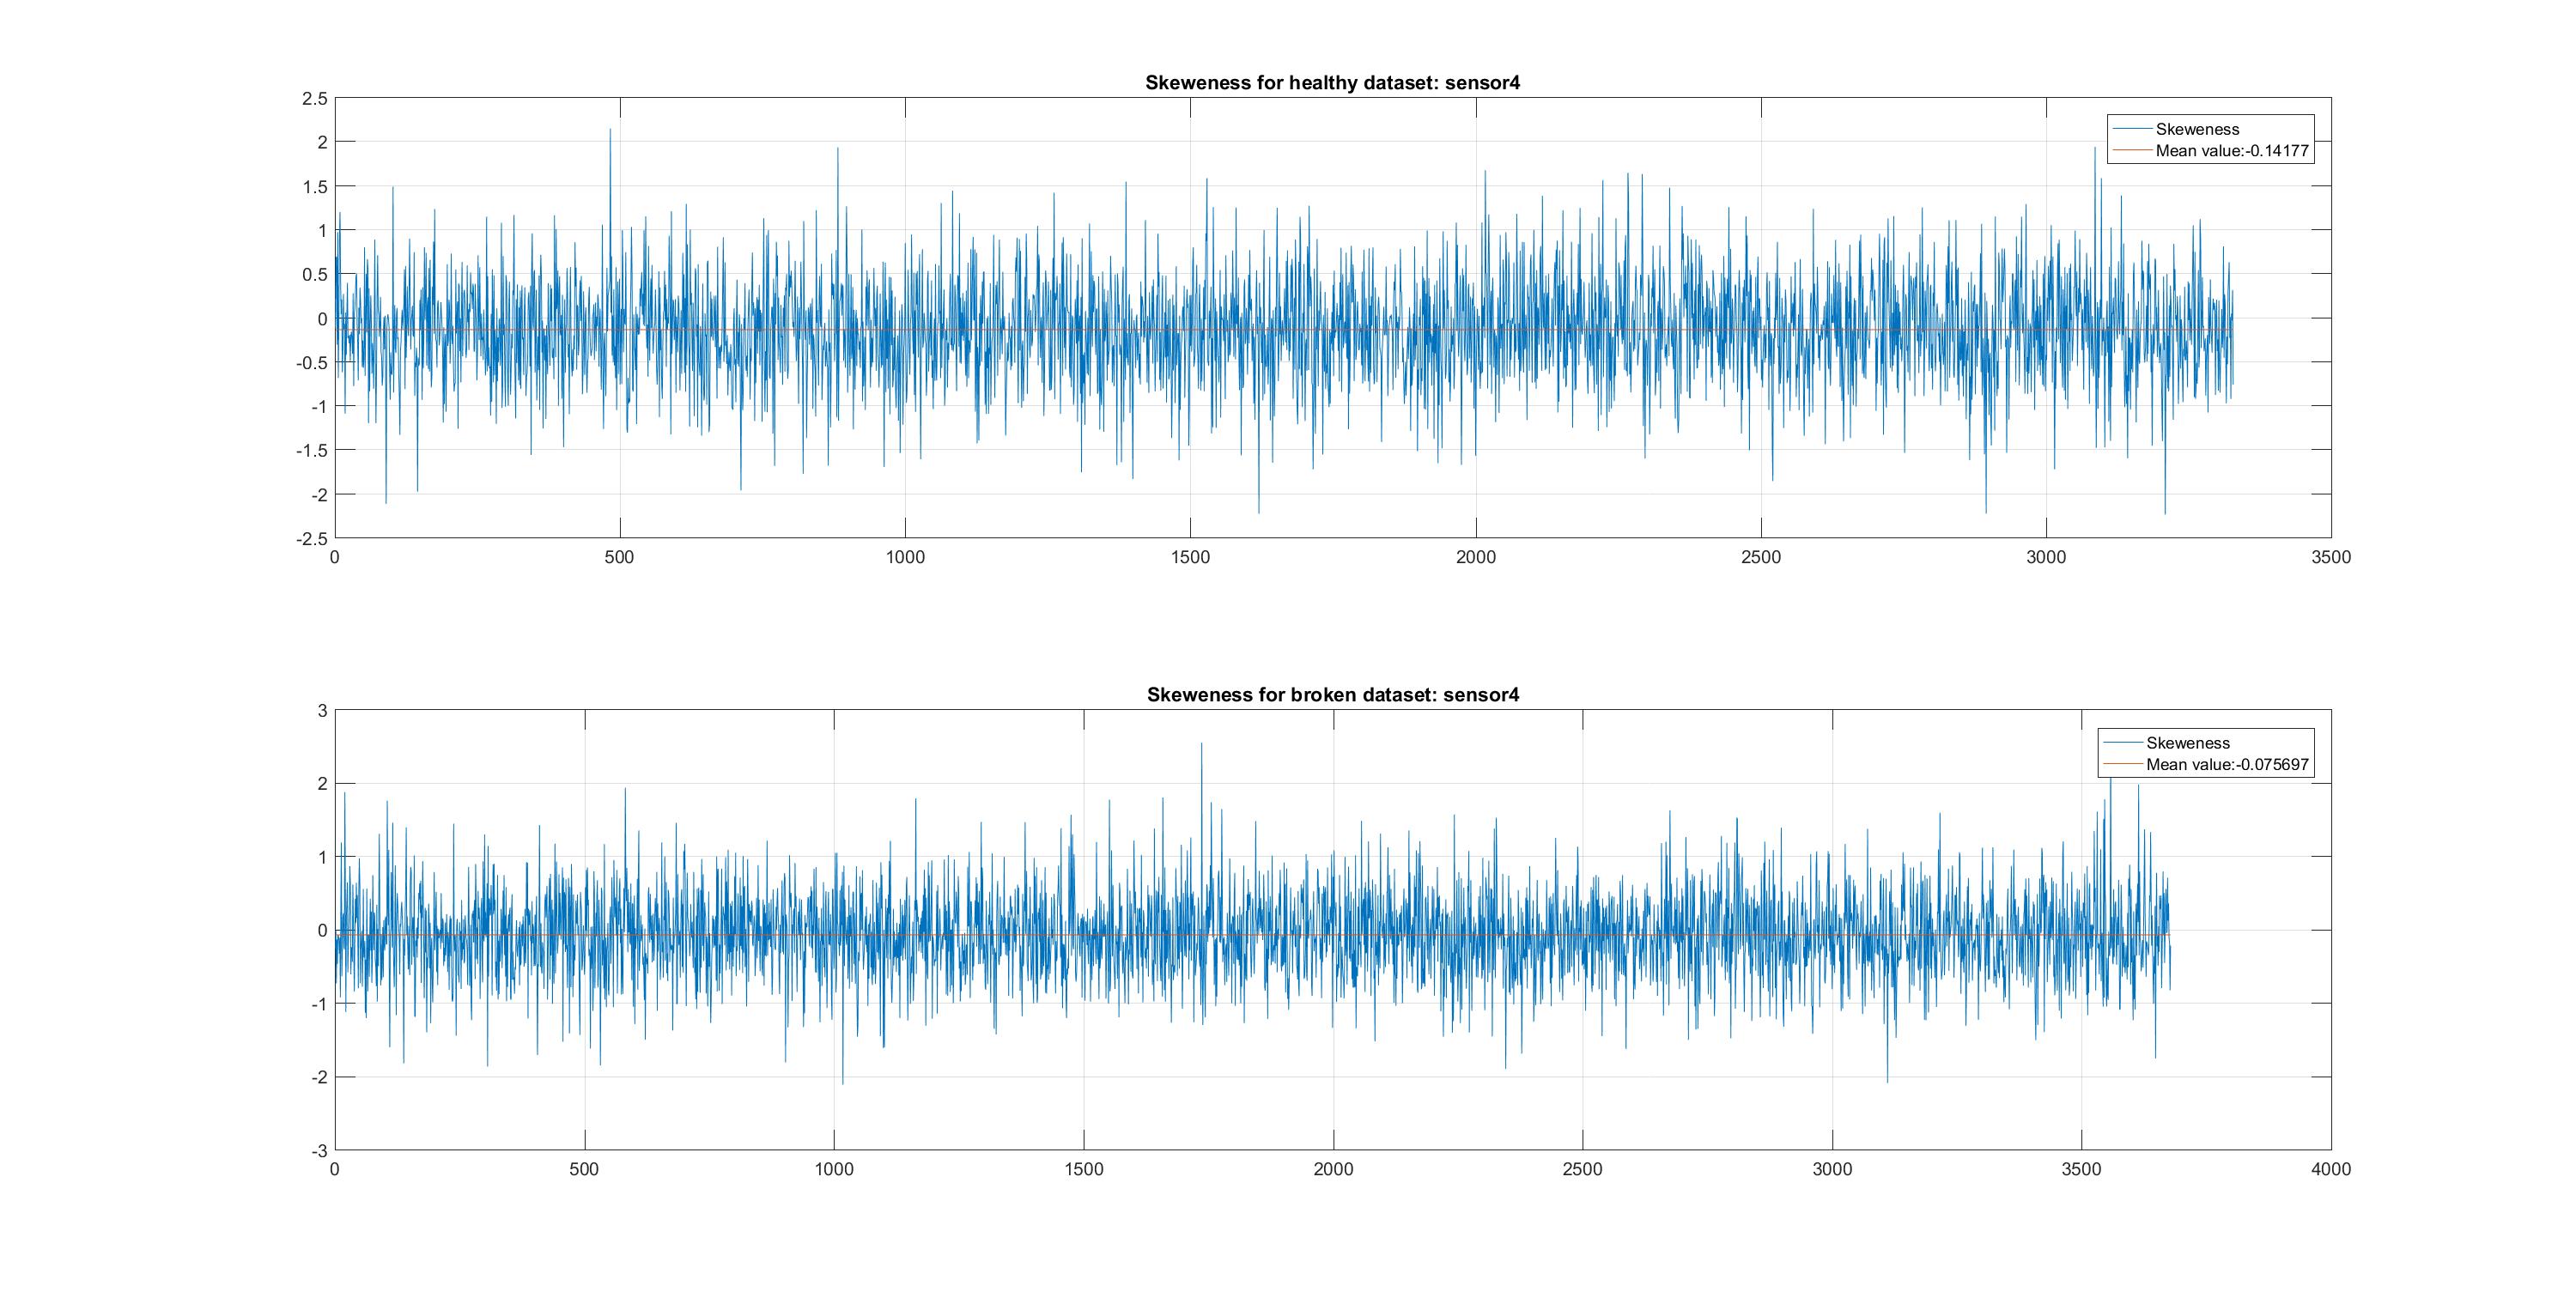 Skeweness for healthy dataset: sensor4
2.5
2
1.5
1
0.5
0
-0.5
-1
-1.5
-2
-2.5
0 500 1000 1500 2000 2500 3000 3500
Skeweness
Mean value:-0.14177
Skeweness for broken dataset: sensor4
3
2
1
0
-1
-2
-3
0 500 1000 1500 2000 2500 3000 3500 4000
Skeweness
Mean value:-0.075697